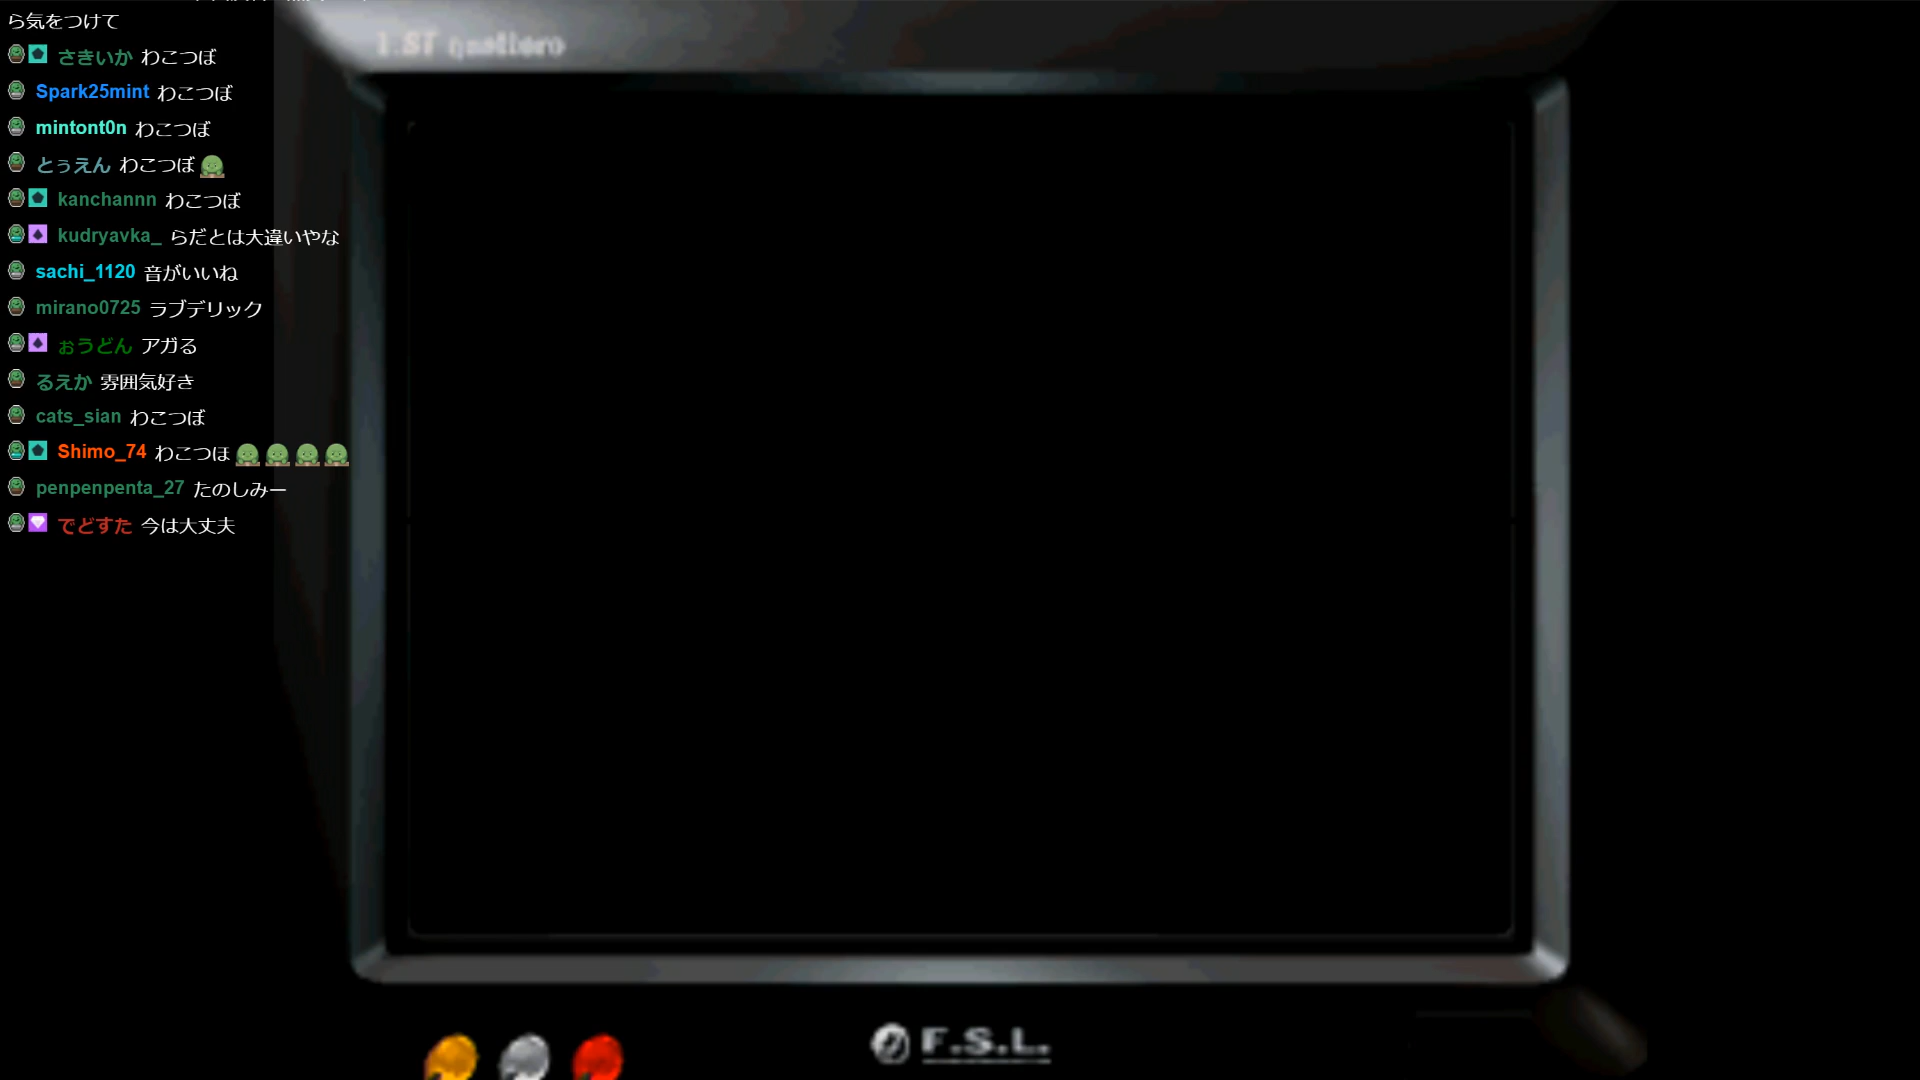 ら気をつけて
さきいか わこつぼ
Spark25mint わこつぼ
mintont0n わこつぼ
とぅえん わこつぼ
kanchannn わこつぼ
kudryavka_ らだとは大違いやな
sachi_1120 音がいいね
mirano0725 ラブデリック
ぉうどん アガる
るえか 雰囲気好き
cats_sian わこつぼ
Shimo_74 わこつほ
penpenpenta_27 たのしみー
でどすた 今は大丈夫
1.ST
F.S.L.